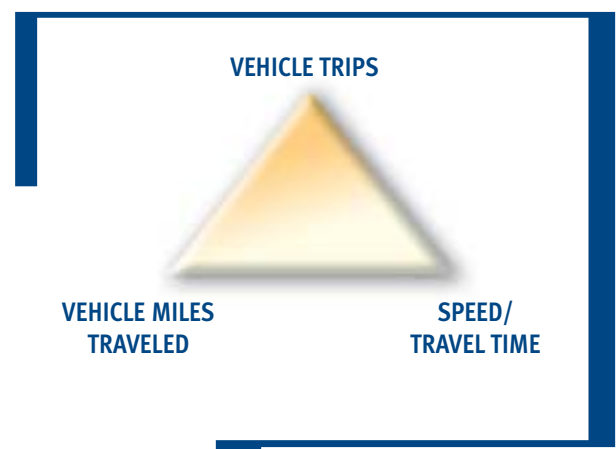 VEHICLE TRIPS
VEHICLE MILES
TRAVELED
SPEED/
TRAVEL TIME